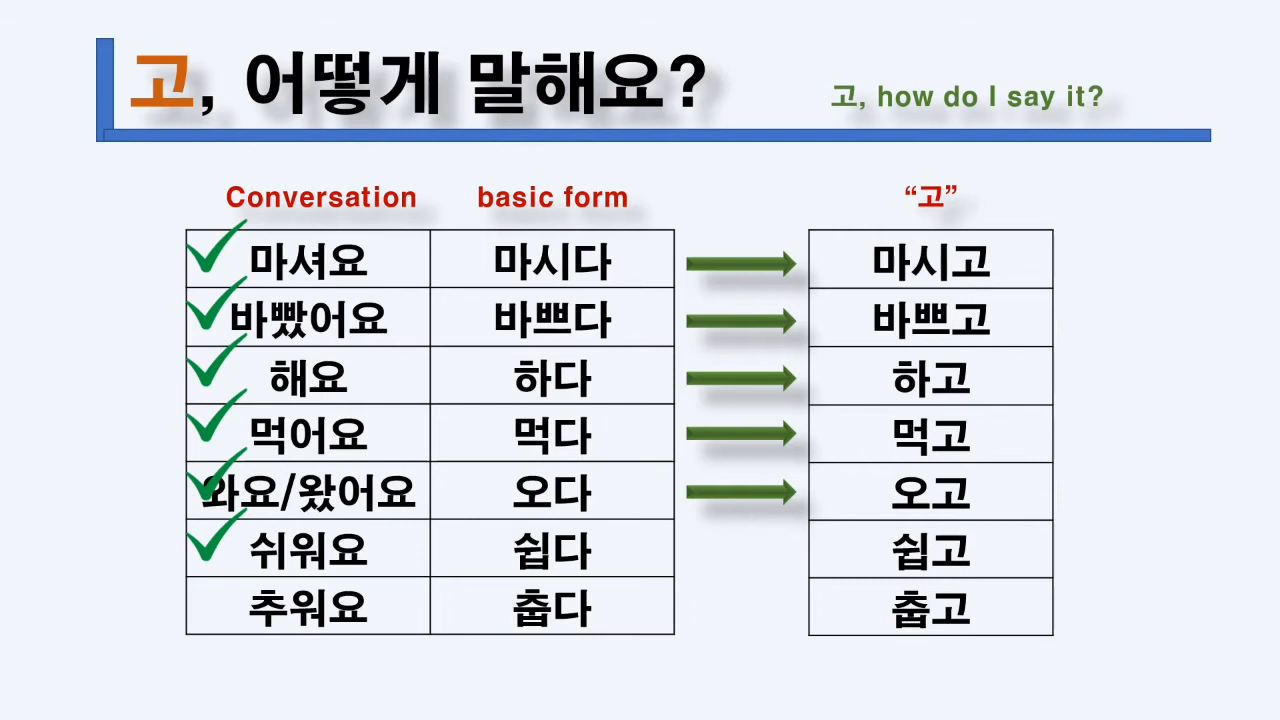 고, 어떻게 말해요?
고, how do I say it?
Conversation basic form “고”
마셔요 마시다 마시고
바빴어요 바쁘다 바쁘고
해요 하다 하고
먹어요 먹다 먹고
와요/왔어요 오다 오고
쉬워요 쉽다 쉽고
추워요 춥다 춥고